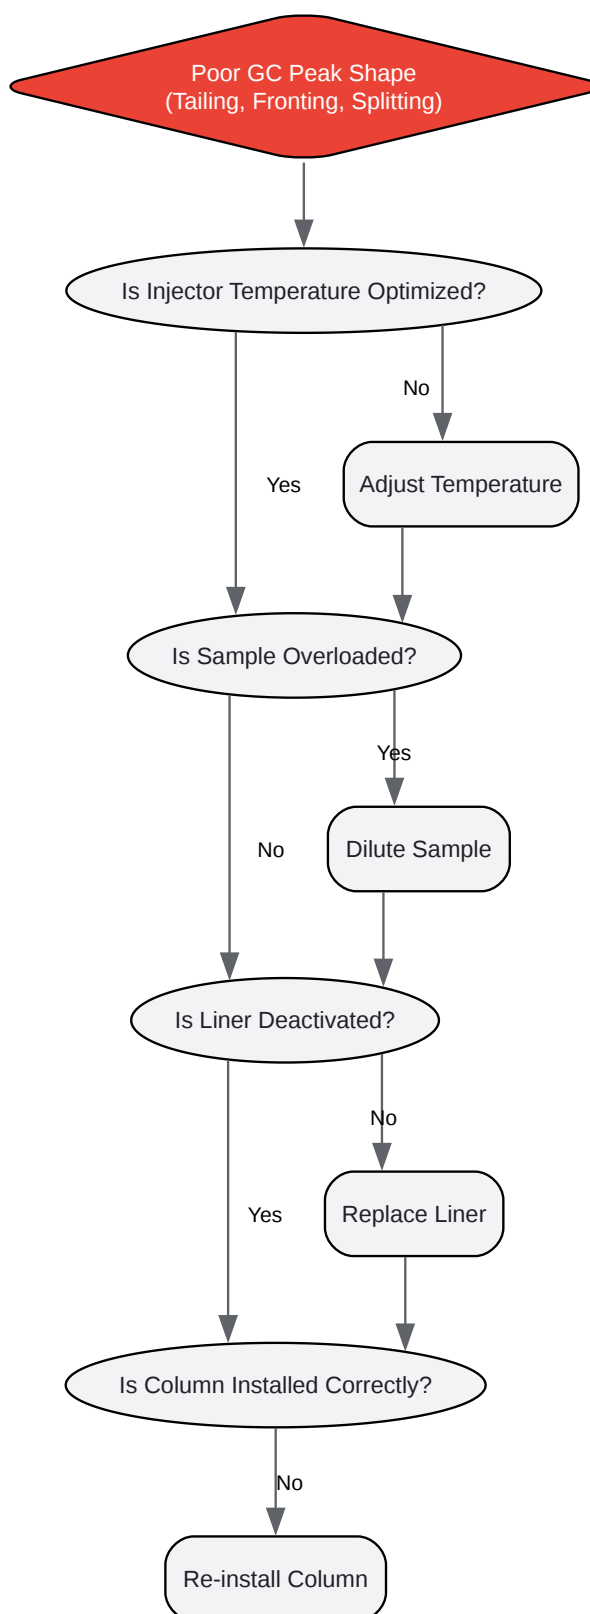 Poor GC Peak Shape
(Tailing, Fronting, Splitting)
Is Injector Temperature Optimized?
No
Yes
Adjust Temperature
Is Sample Overloaded?
Yes
No
Dilute Sample
Is Liner Deactivated?
No
Yes
Replace Liner
Is Column Installed Correctly?
No
Re-install Column